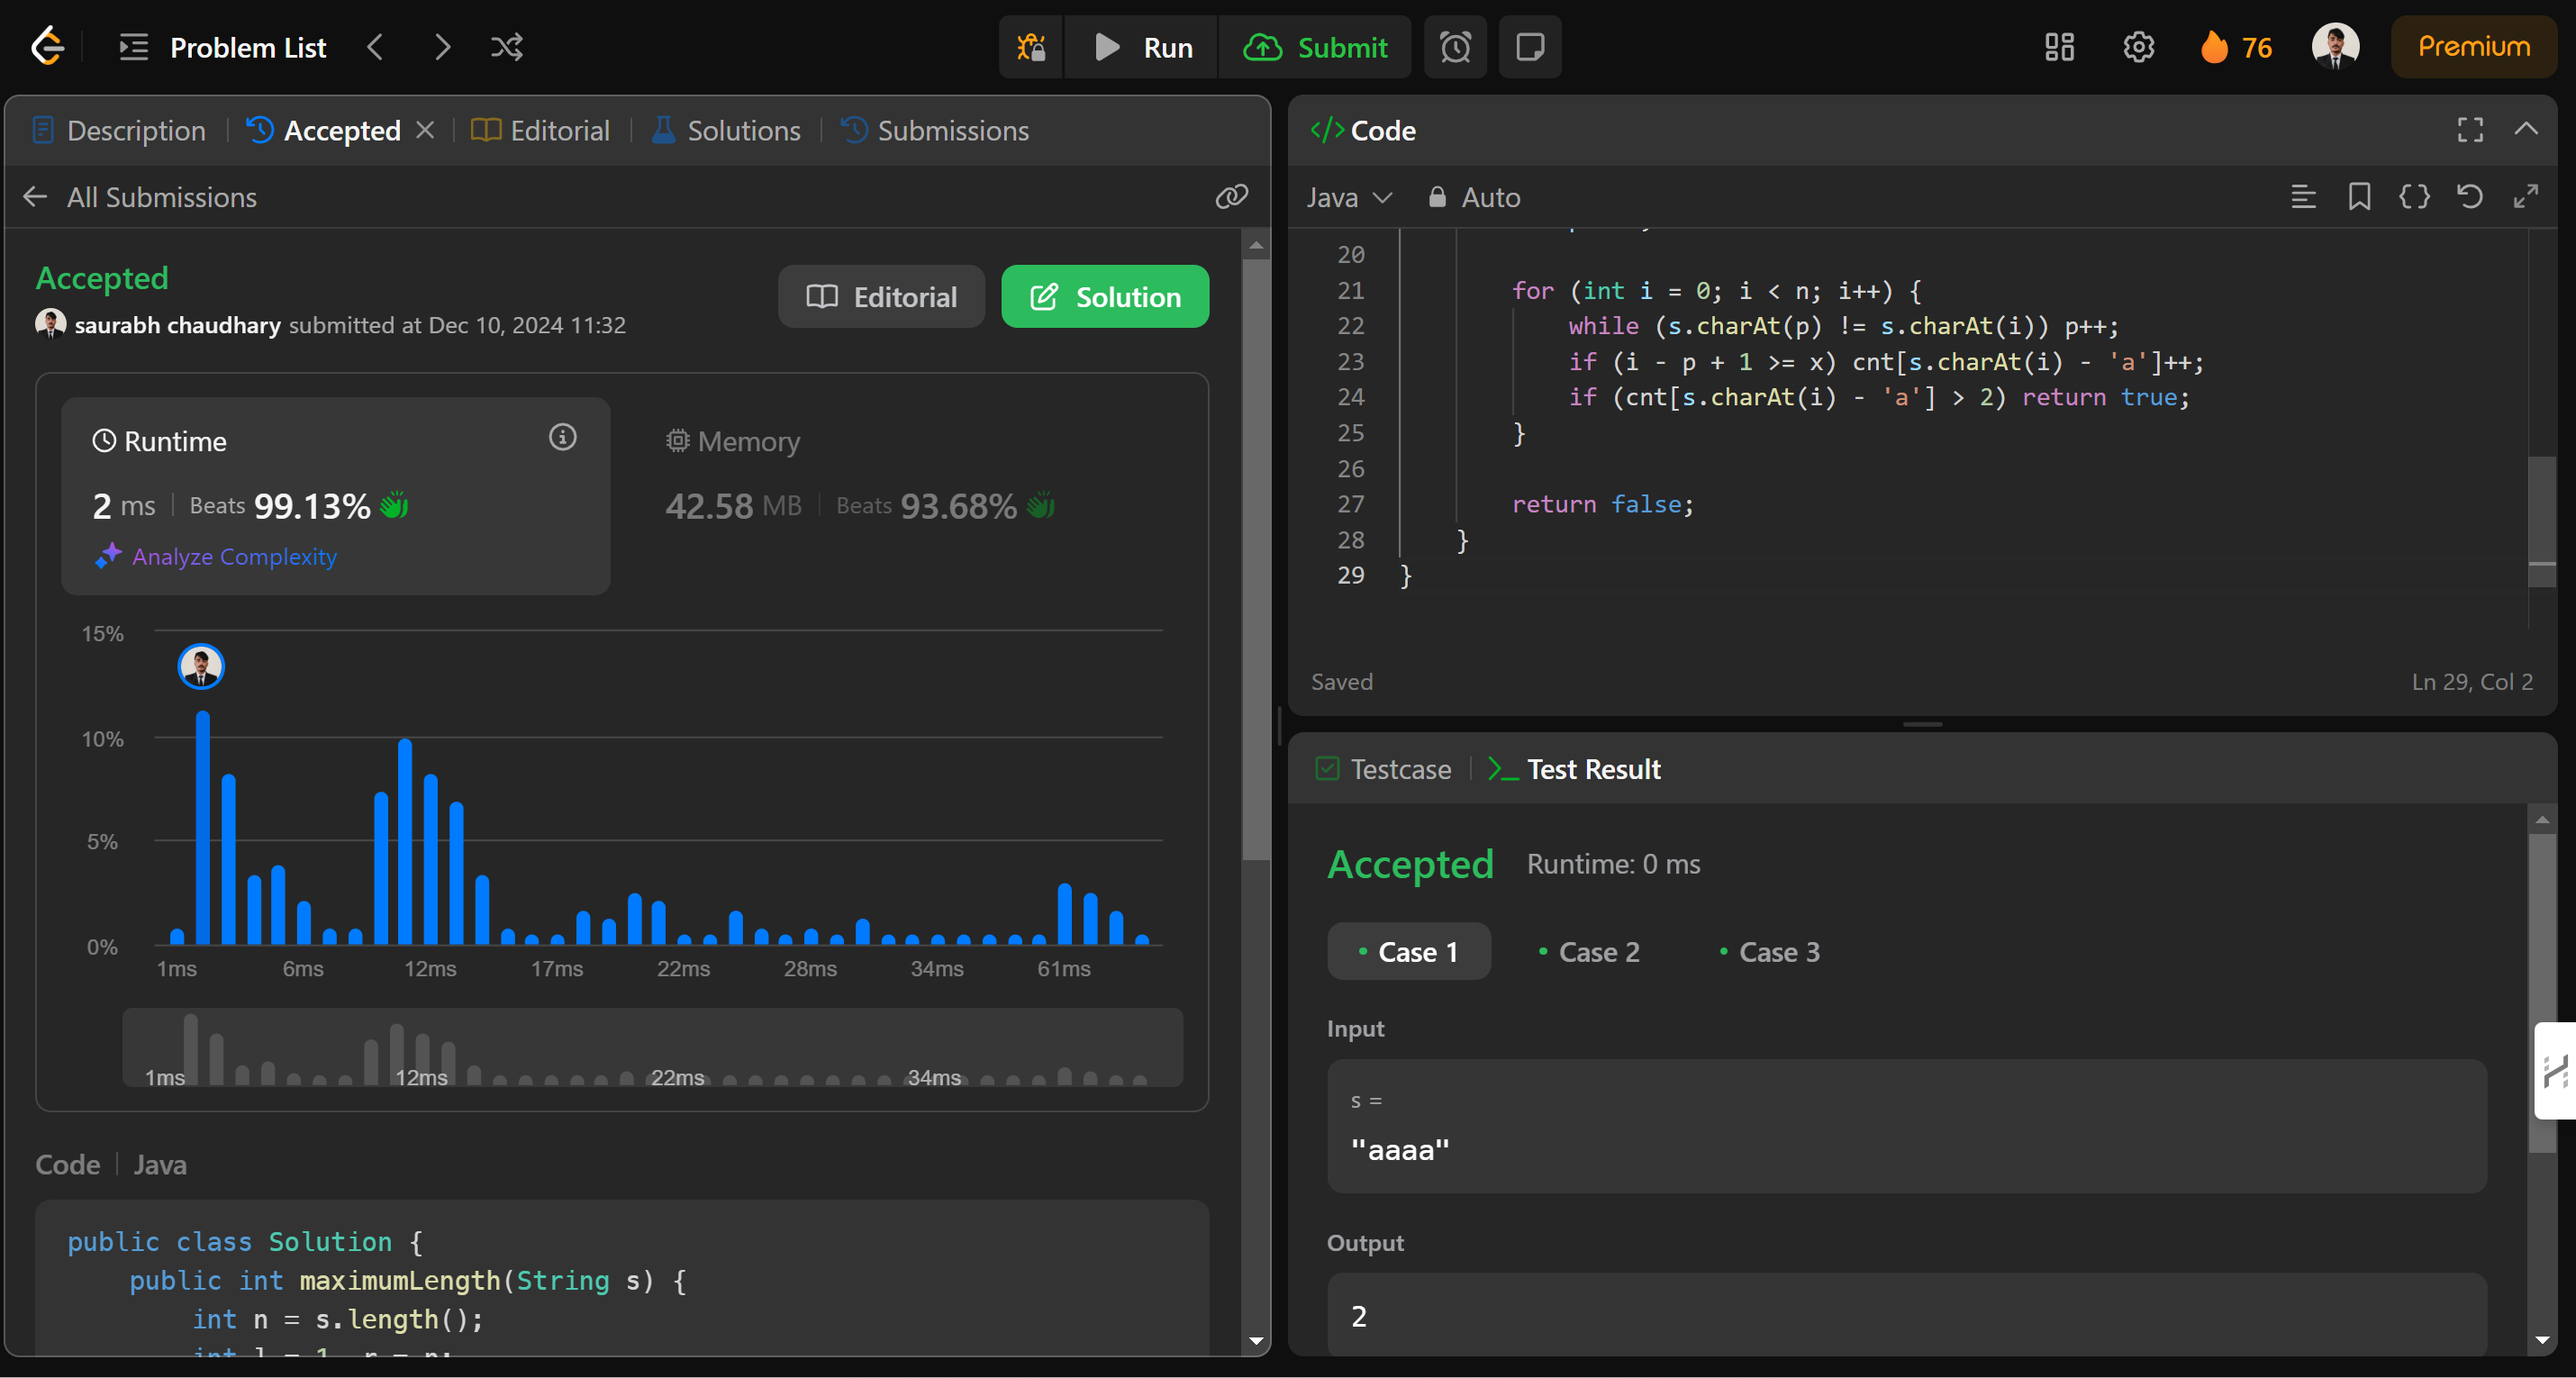 Problem List
Run
Submit
76
Premium
Description
Accepted
Editorial
Solutions
Submissions
All Submissions
Accepted
saurabh chaudhary submitted at Dec 10, 2024 11:32
Editorial
Solution
Runtime
2 ms
Beats 99.13%
Analyze Complexity
Memory
42.58 MB
Beats 93.68%
15%
10%
5%
0%
1ms 6ms 12ms 17ms 22ms 28ms 34ms 61ms
1ms 12ms 22ms 34ms
Code
Java
public class Solution {
public int maximumLength(String s) {
int n = s.length();
int l = 1, r = n;
</> Code
Java
Auto
20
21 for (int i = 0; i < n; i++) {
22 while (s.charAt(p) != s.charAt(i)) p++;
23 if (i - p + 1 >= x) cnt[s.charAt(i) - 'a']++;
24 if (cnt[s.charAt(i) - 'a'] > 2) return true;
25 }
26
27 return false;
28 }
29 }
Saved
Ln 29, Col 2
Testcase
Test Result
Accepted
Runtime: 0 ms
Case 1
Case 2
Case 3
Input
s =
"aaaa"
Output
2